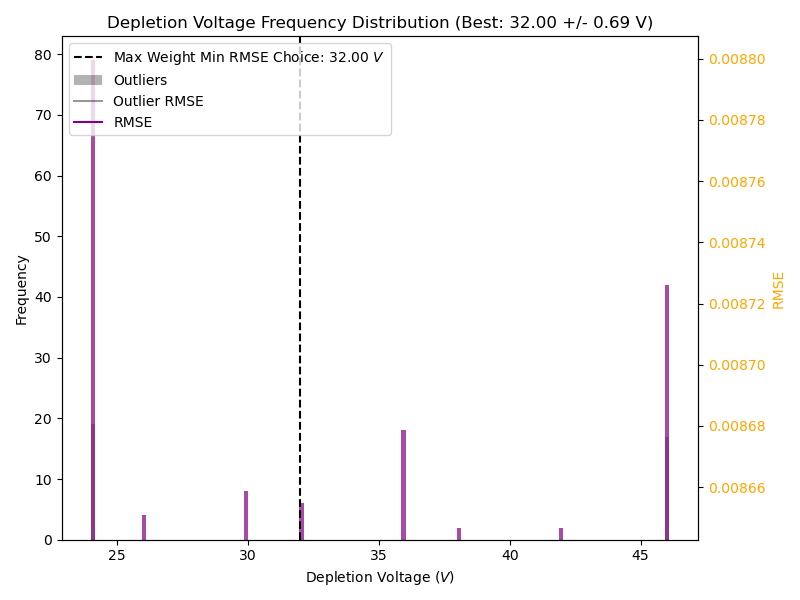 Depletion Voltage Frequency Distribution (Best: 32.00 +/- 0.69 V)
Max Weight Min RMSE Choice: 32.00 V
Outliers
Outlier RMSE
RMSE
Frequency
80
70
60
50
40
30
20
10
0
25
30
35
40
45
Depletion Voltage (V)
0.00880
0.00878
0.00876
0.00874
0.00872
0.00870
0.00868
0.00866
RMSE